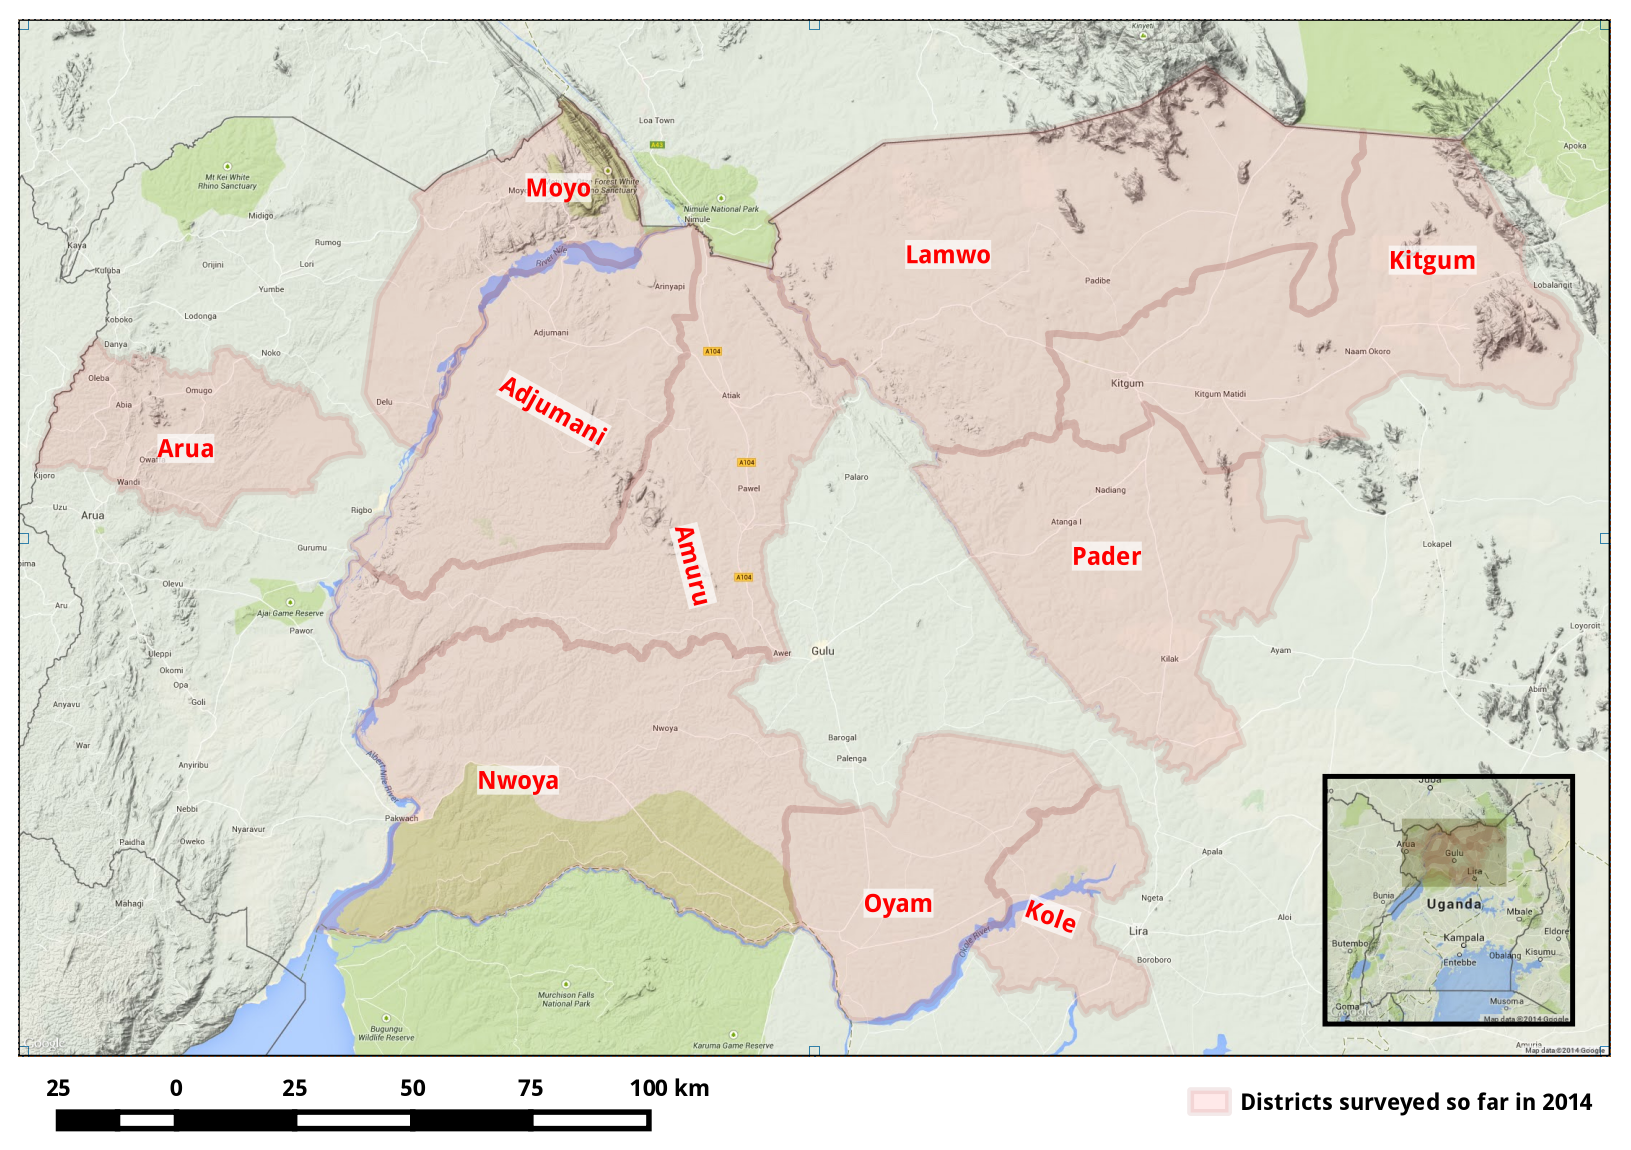 Kinyeti
Loa Town
A43
Apoka
Mt Kei White
Rhino Sanctuary
Moyo
Forest White
Sanctuary
Nimule National Park
Nimule
Midigo
Kaya
Rumog
Lamwo
Kitgum
River Nile
Orijini
Lori
Kuluba
Yumbe
Arinyapi
Padibe
Lobalangit
Koboko
Lodonga
Adjumani
Danya
Noko
A104
Naam Okoro
Oleba
Omugo
Kitgum
Kitgum Matidi
Abia
Delu
Adjumani
Atiak
Arua
A104
Wandi
Kijoro
Palaro
Pawel
Nadiang
Uzu
Arua
Rigbo
Atanga I
Gurumu
Amuru
Lokapel
Pader
A104
Olevu
Aru
Ajai Game Reserve
Pawor
Loyoroit
Uleppi
Awer
Gulu
Ayam
Kilak
Okomi
Opa
Goli
Abim
Anyavu
War
Nwoya
Barogal
Palenga
Anyiribu
Albert Nile River
Nwoya
Nebbi
Pakwach
Nyaravur
Paidha
Oweko
Apala
Mahagi
Oyam
Kole
Ngeta
Aloi
Lira
Okole River
Boroboro
Murchison Falls
National Park
Bugungu
Wildlife Reserve
Karuma Game Reserve
Amuria
Google
Map data ©2014 Google
Juba
Arua
Gulu
Lira
Bunia
Uganda
Mbale
Butembo
Kampala
Eldore
Entebbe
Obalang
Kisumu
Goma
Musoma
Google
Map data ©2014 Google
25 0 25 50 75 100 km
Districts surveyed so far in 2014